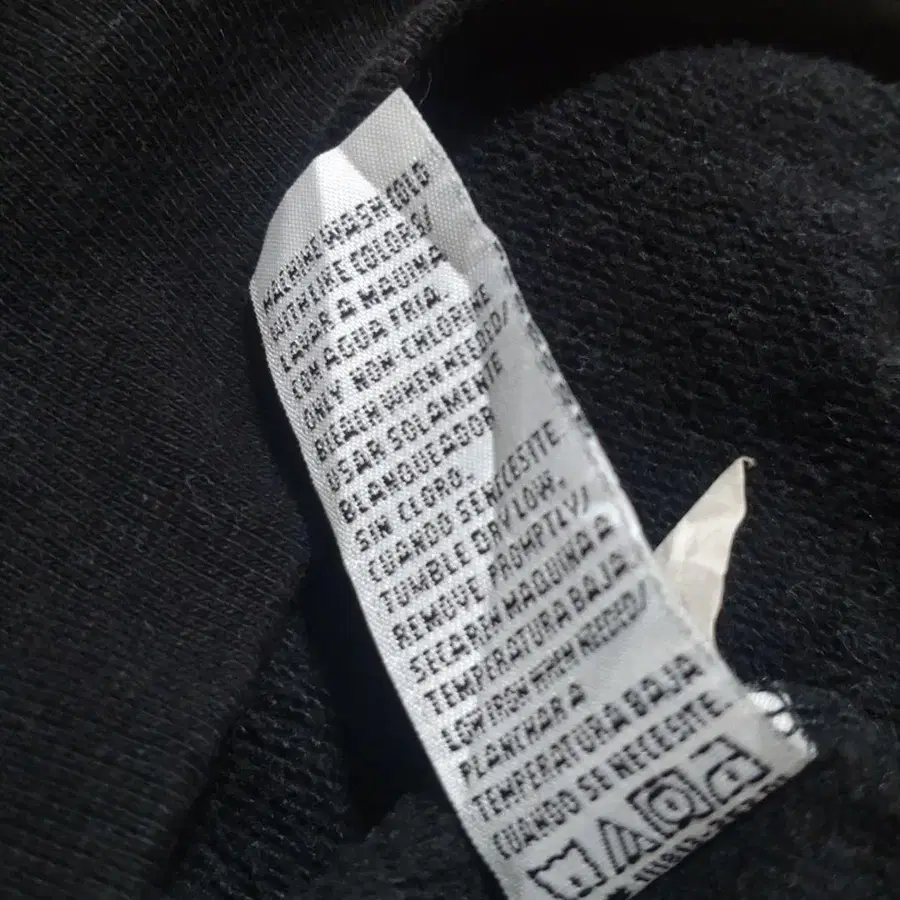 MACHINE WASH COLD
WITH LIKE COLORS/
LAVAR A MAQUINA
CON AGUA FRIA.
ONLY NON-CHLORINE
BLEACH WHEN NEEDED/
USAR SOLAMENTE
BLANQUEADOR
SIN CLORO.
CUANDO SE NECESITE.
TUMBLE DRY LOW.
REMOVE PROMPTLY/
SECAR EN MAQUINA A
TEMPERATURA BAJA
LOW IRON WHEN NEEDED/
PLANCHAR A
TEMPERATURA BAJA
CUANDO SE NECESITE.